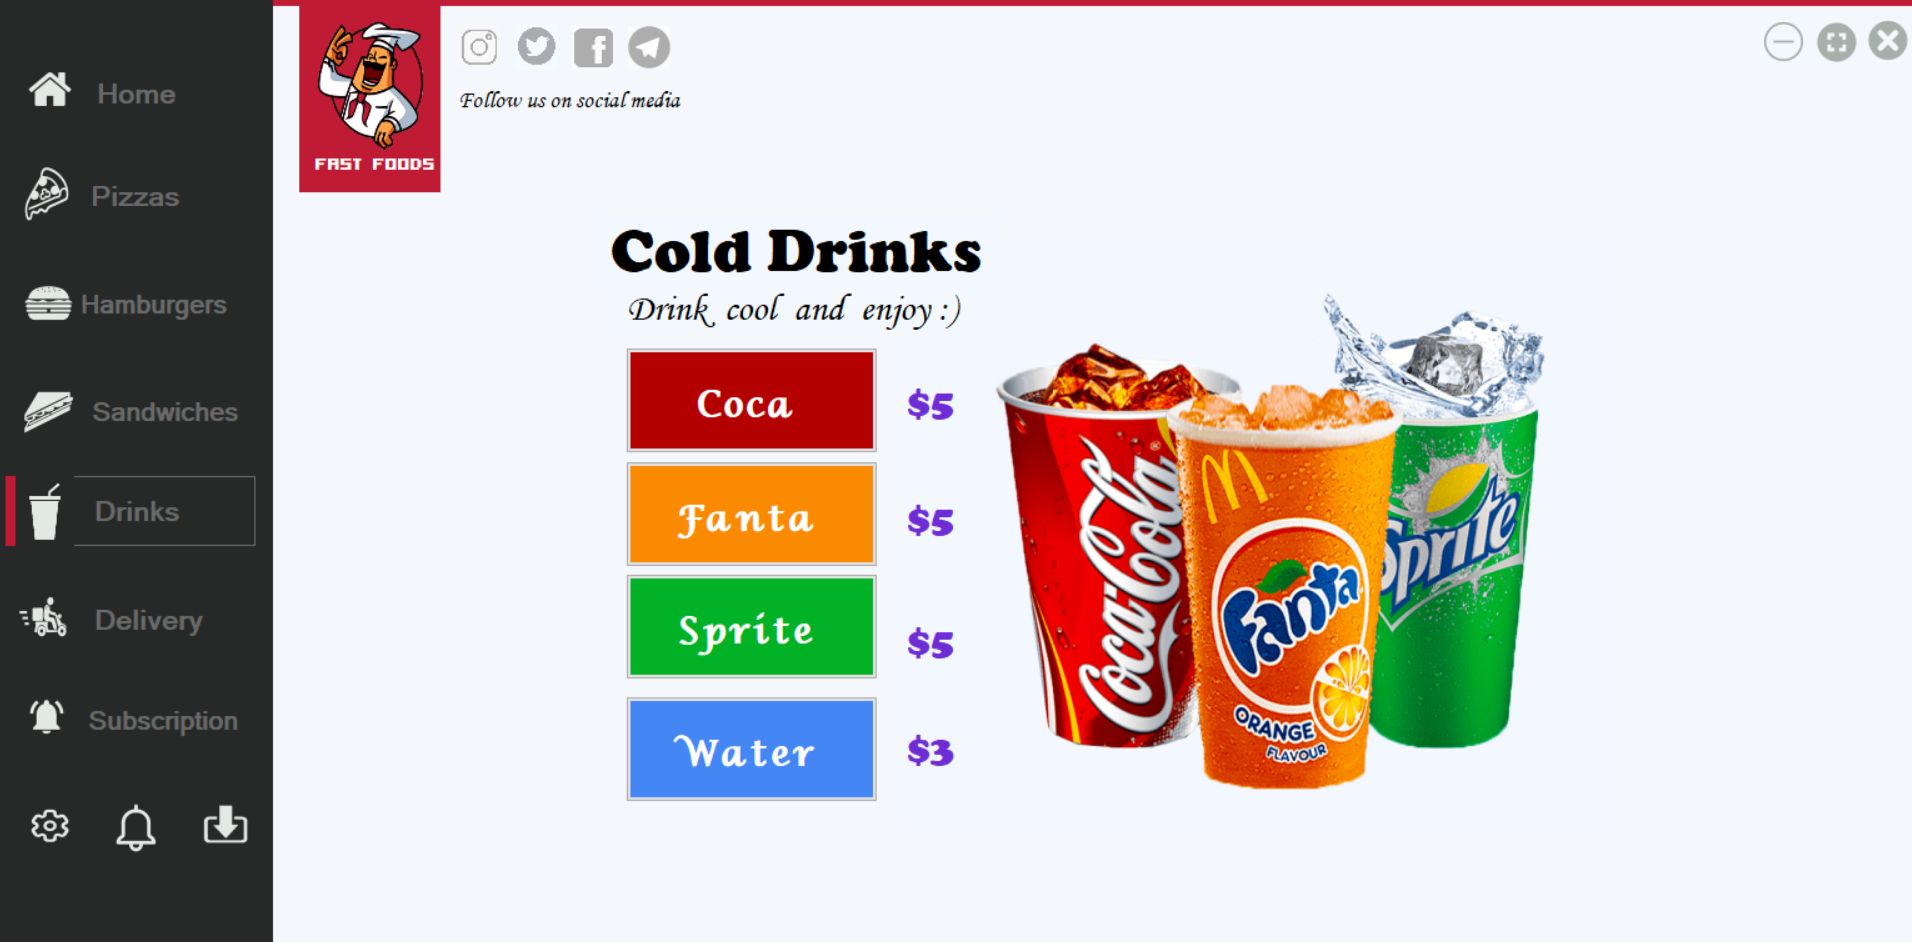 Home
Pizzas
Hamburgers
Sandwiches
Drinks
Delivery
Subscription
FAST FOODS
Follow us on social media
Cold Drinks
Drink cool and enjoy :)
Coca $5
Fanta $5
Sprite $5
Water $3
Coca-Cola
Fanta
ORANGE
FLAVOUR
Sprite